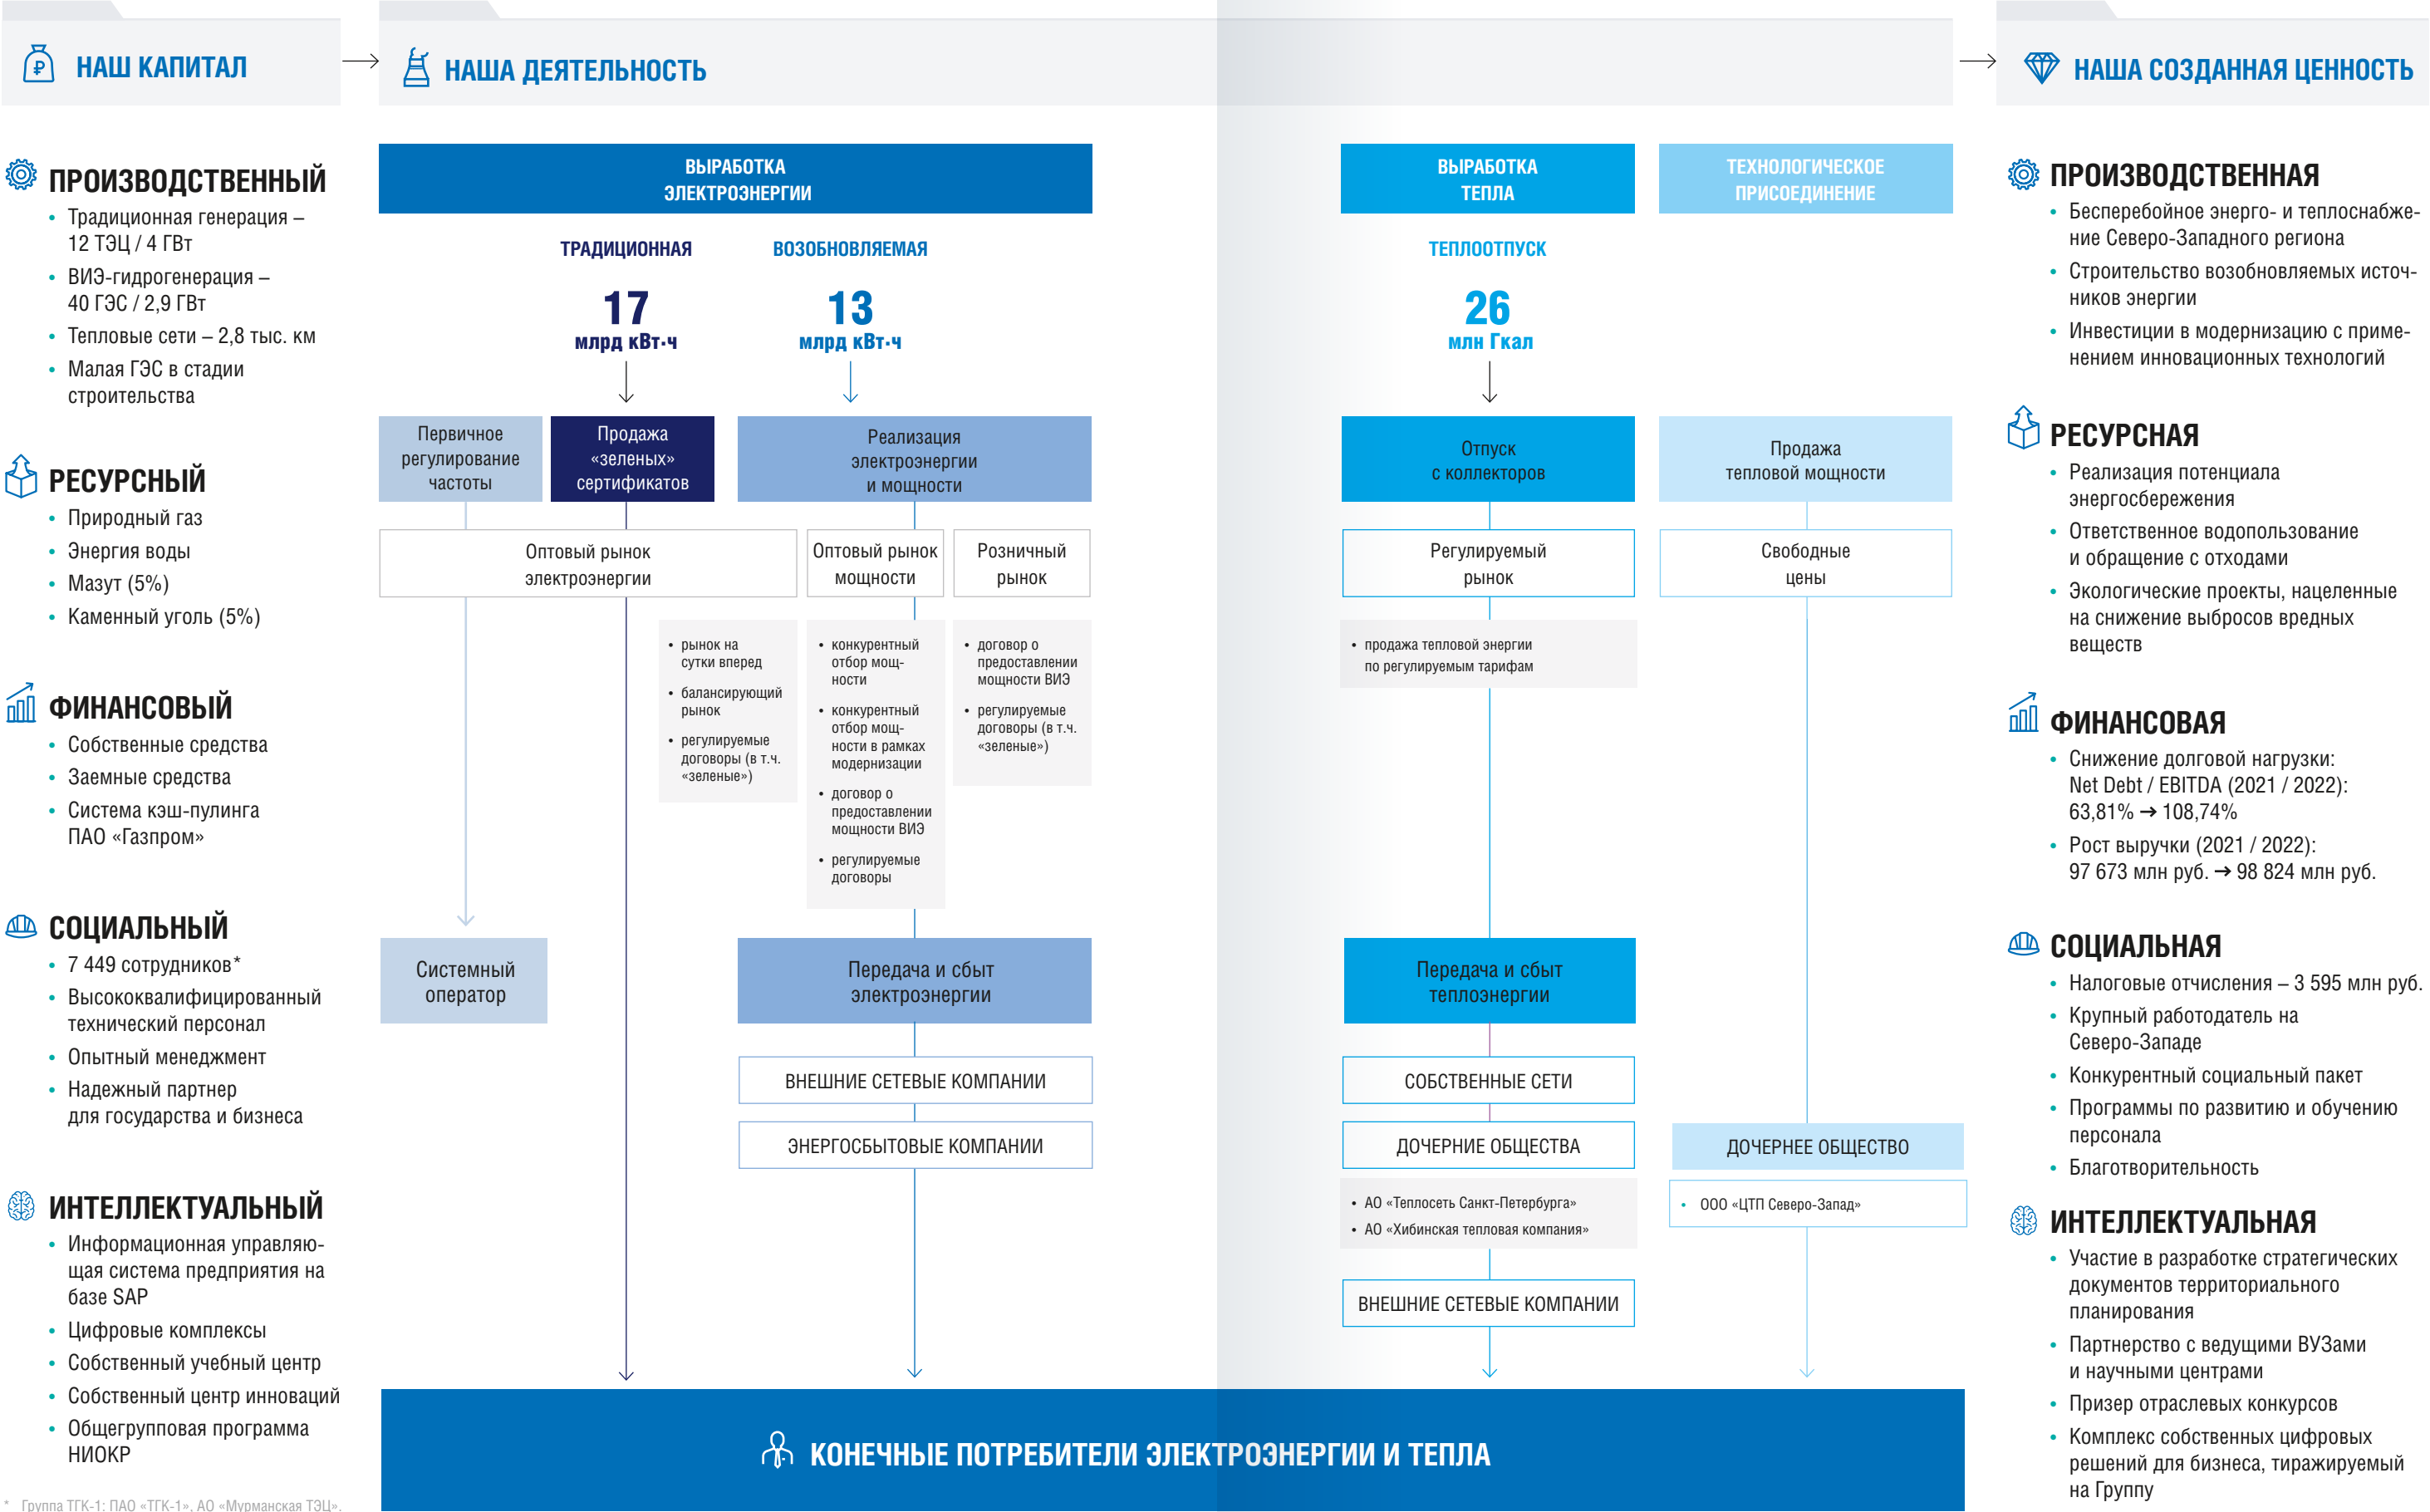 НАШ КАПИТАЛ
НАША ДЕЯТЕЛЬНОСТЬ
НАША СОЗДАННАЯ ЦЕННОСТЬ
ПРОИЗВОДСТВЕННЫЙ
• Традиционная генерация –
12 ТЭЦ / 4 ГВт
• ВИЭ-гидрогенерация –
40 ГЭС / 2,9 ГВт
• Тепловые сети – 2,8 тыс. км
• Малая ГЭС в стадии
строительства
РЕСУРСНЫЙ
• Природный газ
• Энергия воды
• Мазут (5%)
• Каменный уголь (5%)
ФИНАНСОВЫЙ
• Собственные средства
• Заемные средства
• Система кэш-пулинга
ПАО «Газпром»
СОЦИАЛЬНЫЙ
• 7 449 сотрудников*
• Высококвалифицированный
технический персонал
• Опытный менеджмент
• Надежный партнер
для государства и бизнеса
ИНТЕЛЛЕКТУАЛЬНЫЙ
• Информационная управляю-
щая система предприятия на
базе SAP
• Цифровые комплексы
• Собственный учебный центр
• Собственный центр инноваций
• Общегрупповая программа
НИОКР
* Группа ТГК-1: ПАО «ТГК-1», АО «Мурманская ТЭЦ».
ВЫРАБОТКА
ЭЛЕКТРОЭНЕРГИИ
ТРАДИЦИОННАЯ
17
млрд кВт·ч
ВОЗОБНОВЛЯЕМАЯ
13
млрд кВт·ч
Первичное
регулирование
частоты
Продажа
«зеленых»
сертификатов
Реализация
электроэнергии
и мощности
Оптовый рынок
электроэнергии
Оптовый рынок
мощности
Розничный
рынок
• рынок на
сутки вперед
• балансирующий
рынок
• регулируемые
договоры (в т.ч.
«зеленые»)
• конкурентный
отбор мощ-
ности
• конкурентный
отбор мощ-
ности в рамках
модернизации
• договор о
предоставлении
мощности ВИЭ
• регулируемые
договоры
• договор о
предоставлении
мощности ВИЭ
• регулируемые
договоры (в т.ч.
«зеленые»)
Системный
оператор
Передача и сбыт
электроэнергии
ВНЕШНИЕ СЕТЕВЫЕ КОМПАНИИ
ЭНЕРГОСБЫТОВЫЕ КОМПАНИИ
ВЫРАБОТКА
ТЕПЛА
ТЕПЛООТПУСК
26
млн Гкал
Отпуск
с коллекторов
Регулируемый
рынок
• продажа тепловой энергии
по регулируемым тарифам
Передача и сбыт
теплоэнергии
СОБСТВЕННЫЕ СЕТИ
ДОЧЕРНИЕ ОБЩЕСТВА
• АО «Теплосеть Санкт-Петербурга»
• АО «Хибинская тепловая компания»
ВНЕШНИЕ СЕТЕВЫЕ КОМПАНИИ
ТЕХНОЛОГИЧЕСКОЕ
ПРИСОЕДИНЕНИЕ
Продажа
тепловой мощности
Свободные
цены
ДОЧЕРНЕЕ ОБЩЕСТВО
• ООО «ЦТП Северо-Запад»
КОНЕЧНЫЕ ПОТРЕБИТЕЛИ ЭЛЕКТРОЭНЕРГИИ И ТЕПЛА
ПРОИЗВОДСТВЕННАЯ
• Бесперебойное энерго- и теплоснабже-
ние Северо-Западного региона
• Строительство возобновляемых источ-
ников энергии
• Инвестиции в модернизацию с приме-
нением инновационных технологий
РЕСУРСНАЯ
• Реализация потенциала
энергосбережения
• Ответственное водопользование
и обращение с отходами
• Экологические проекты, нацеленные
на снижение выбросов вредных
веществ
ФИНАНСОВАЯ
• Снижение долговой нагрузки:
Net Debt / EBITDA (2021 / 2022):
63,81% → 108,74%
• Рост выручки (2021 / 2022):
97 673 млн руб. → 98 824 млн руб.
СОЦИАЛЬНАЯ
• Налоговые отчисления – 3 595 млн руб.
• Крупный работодатель на
Северо-Западе
• Конкурентный социальный пакет
• Программы по развитию и обучению
персонала
• Благотворительность
ИНТЕЛЛЕКТУАЛЬНАЯ
• Участие в разработке стратегических
документов территориального
планирования
• Партнерство с ведущими ВУЗами
и научными центрами
• Призер отраслевых конкурсов
• Комплекс собственных цифровых
решений для бизнеса, тиражируемый
на Группу